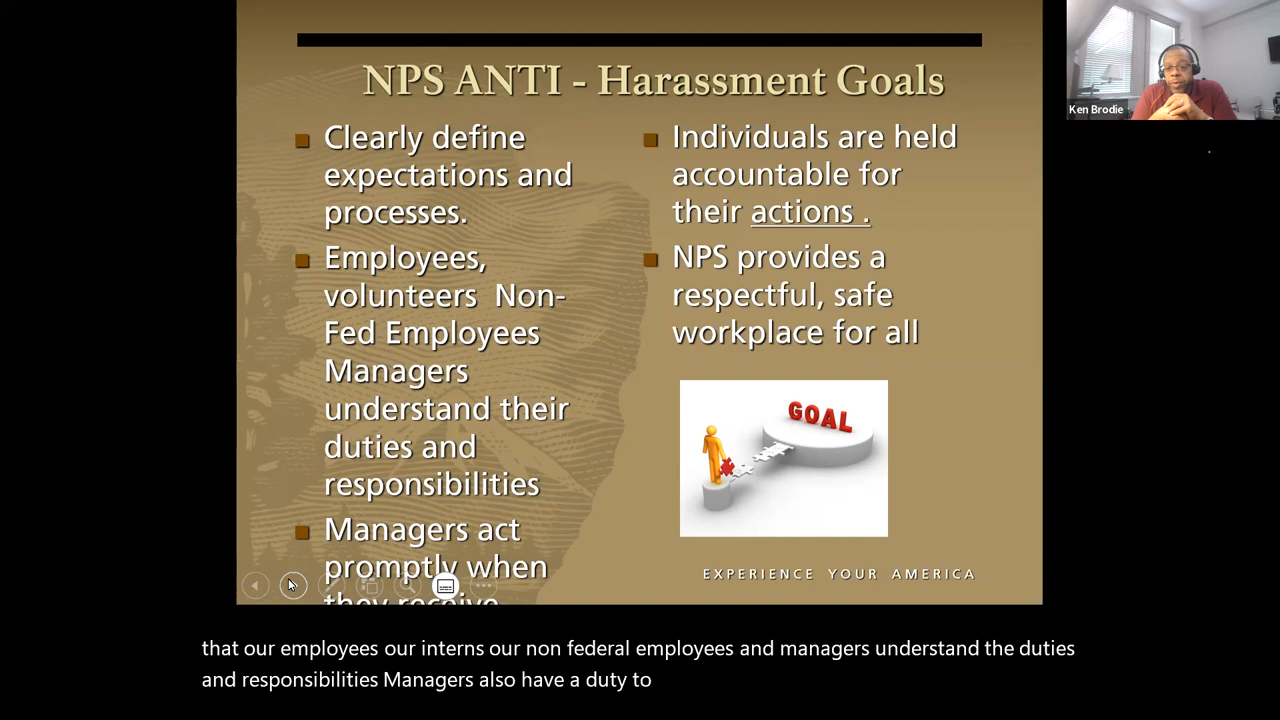 NPS ANTI - Harassment Goals
Clearly define
expectations and
processes.
Employees,
volunteers  Non-
Fed Employees
Managers
understand their
duties and
responsibilities
Managers act
promptly when
they receive
Individuals are held
accountable for
their actions .
NPS provides a
respectful, safe
workplace for all
GOAL
EXPERIENCE YOUR AMERICA
Ken Brodie
that our employees our interns our non federal employees and managers understand the duties
and responsibilities Managers also have a duty to